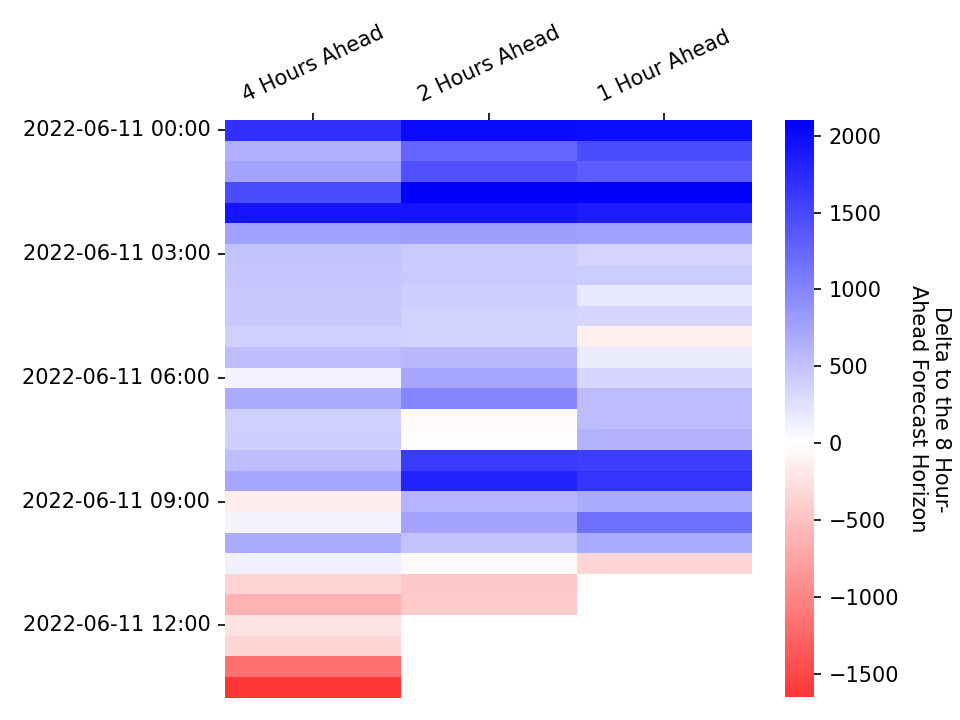 4 Hours Ahead
2 Hours Ahead
1 Hour Ahead
2022-06-11 00:00
2022-06-11 03:00
2022-06-11 06:00
2022-06-11 09:00
2022-06-11 12:00
2000
1500
1000
500
0
−500
−1000
−1500
Delta to the 8 Hour-
Ahead Forecast Horizon